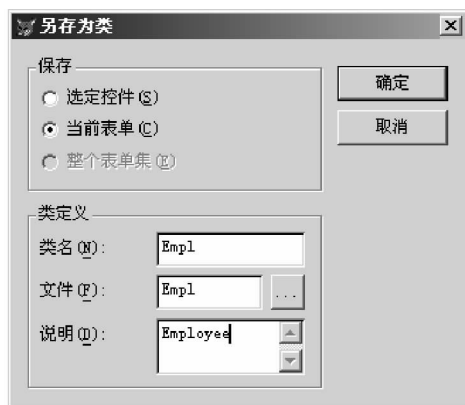 另存为类
保存
选定控件(S)
当前表单(C)
整个表单集(E)
确定
取消
类定义
类名(N): Empl
文件(F): Empl ...
说明(D): Employee